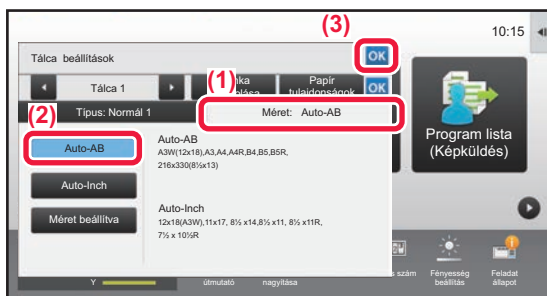 (3)
10:15
Tálca beállítások
OK
Tálca 1
(1)
Papír
tulajdonságok
OK
(2)
Típus: Normál 1
Méret: Auto-AB
Auto-AB
Auto-AB
A3W(12x18),A3,A4,A4R,B4,B5,B5R,
216x330(8½x13)
Auto-Inch
Auto-Inch
12x18(A3W),11x17, 8½ x14,8½ x11, 8½ x11R,
7½ x 10½R
Méret beállítva
Program lista
(Képküldés)
Y
útmutató
nagyítása
szám
Fényesség
beállítás
Feladat
állapot